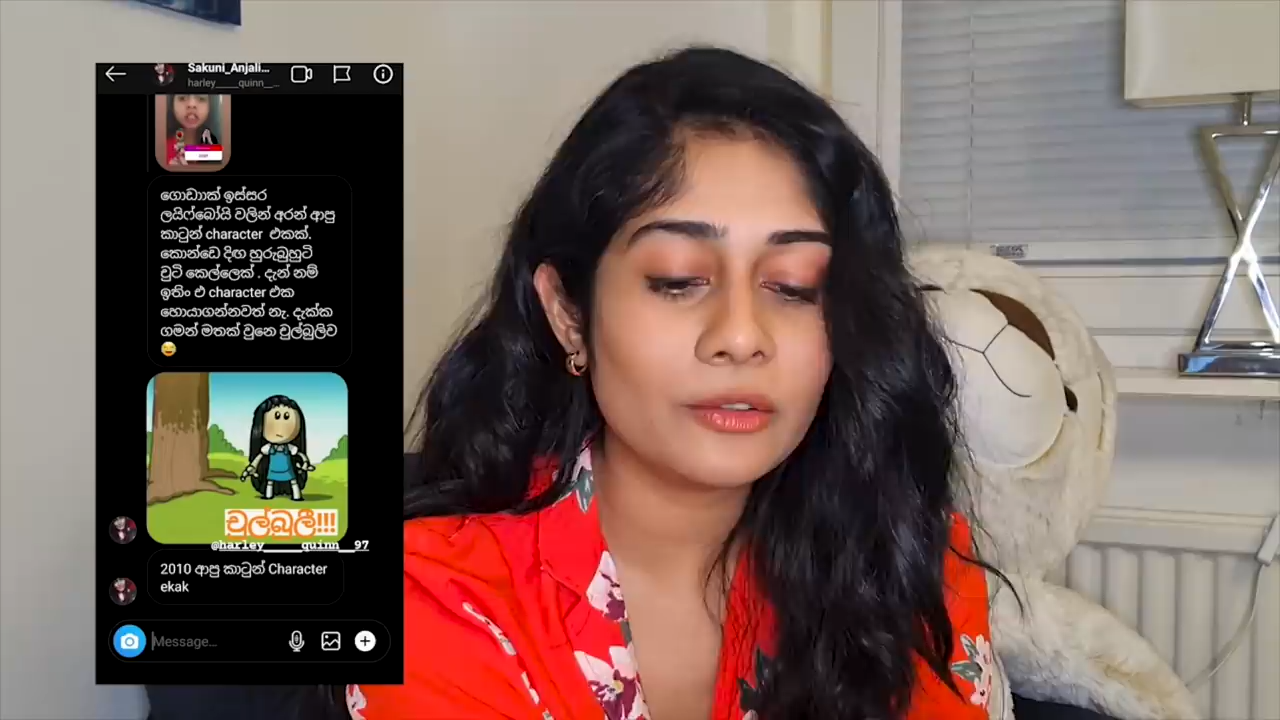 Sakuni_Anjali...
harley____quinn__...
ගොඩාාක් ඉස්සර
ලයිෆ්බෝයි වලින් අරන් ආපු
කාටුන් character එකක්.
කොන්ඩෙ දිඟ හුරුබුහුටි
චුටි කෙල්ලෙක් . දැන් නම්
ඉතිං එ character එක
හොයාගන්නවත් නැ. දැක්ක
ගමන් මතක් වුනෙ චුල්බුලිව
😅
චුල්බුලී!!!
@harley____quinn__97
2010 ආපු කාටුන් Character
ekak
Message...